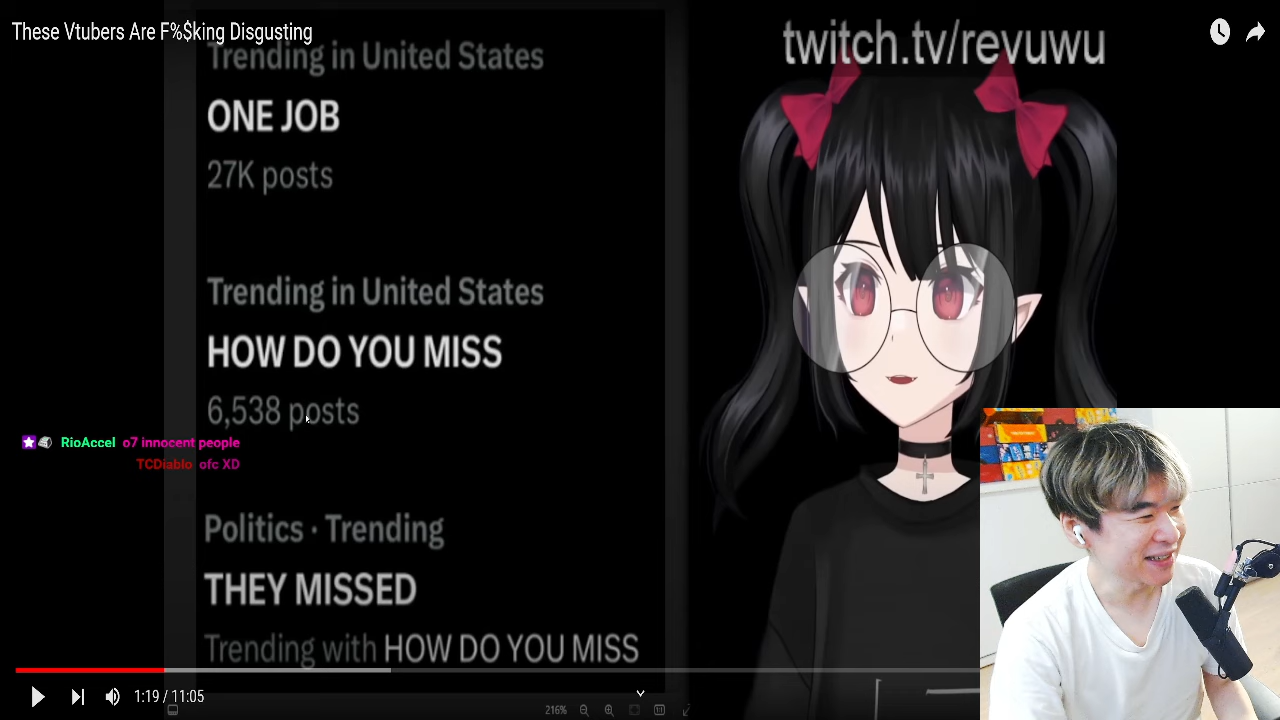 These Vtubers Are F%$king Disgusting
twitch.tv/revuwu
Trending in United States
ONE JOB
27K posts
Trending in United States
HOW DO YOU MISS
6,538 posts
RioAccel o7 innocent people
TCDiablo ofc XD
Politics · Trending
THEY MISSED
Trending with HOW DO YOU MISS
1:19 / 11:05
216%